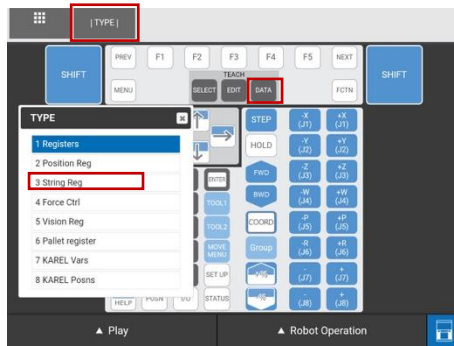 | TYPE |
PREV F1 F2 F3 F4 F5 NEXT
SHIFT SHIFT
TEACH
MENU SELECT EDIT DATA FCTN
TYPE
1 Registers
2 Position Reg
3 String Reg
4 Force Ctrl
5 Vision Reg
6 Pallet register
7 KAREL Vars
8 KAREL Posns
STEP -X (J1) +X (J1)
HOLD -Y (J2) +Y (J2)
FWD -Z (J3) +Z (J3)
ENTER
BWD -W (J4) +W (J4)
TOOL1
COORD -P (J5) +P (J5)
TOOL2
Group -R (J6) +R (J6)
MOVE MENU
SET UP +% - (J7) + (J7)
HELP POSN I/O STATUS -% - (J8) + (J8)
▲ Play ▲ Robot Operation